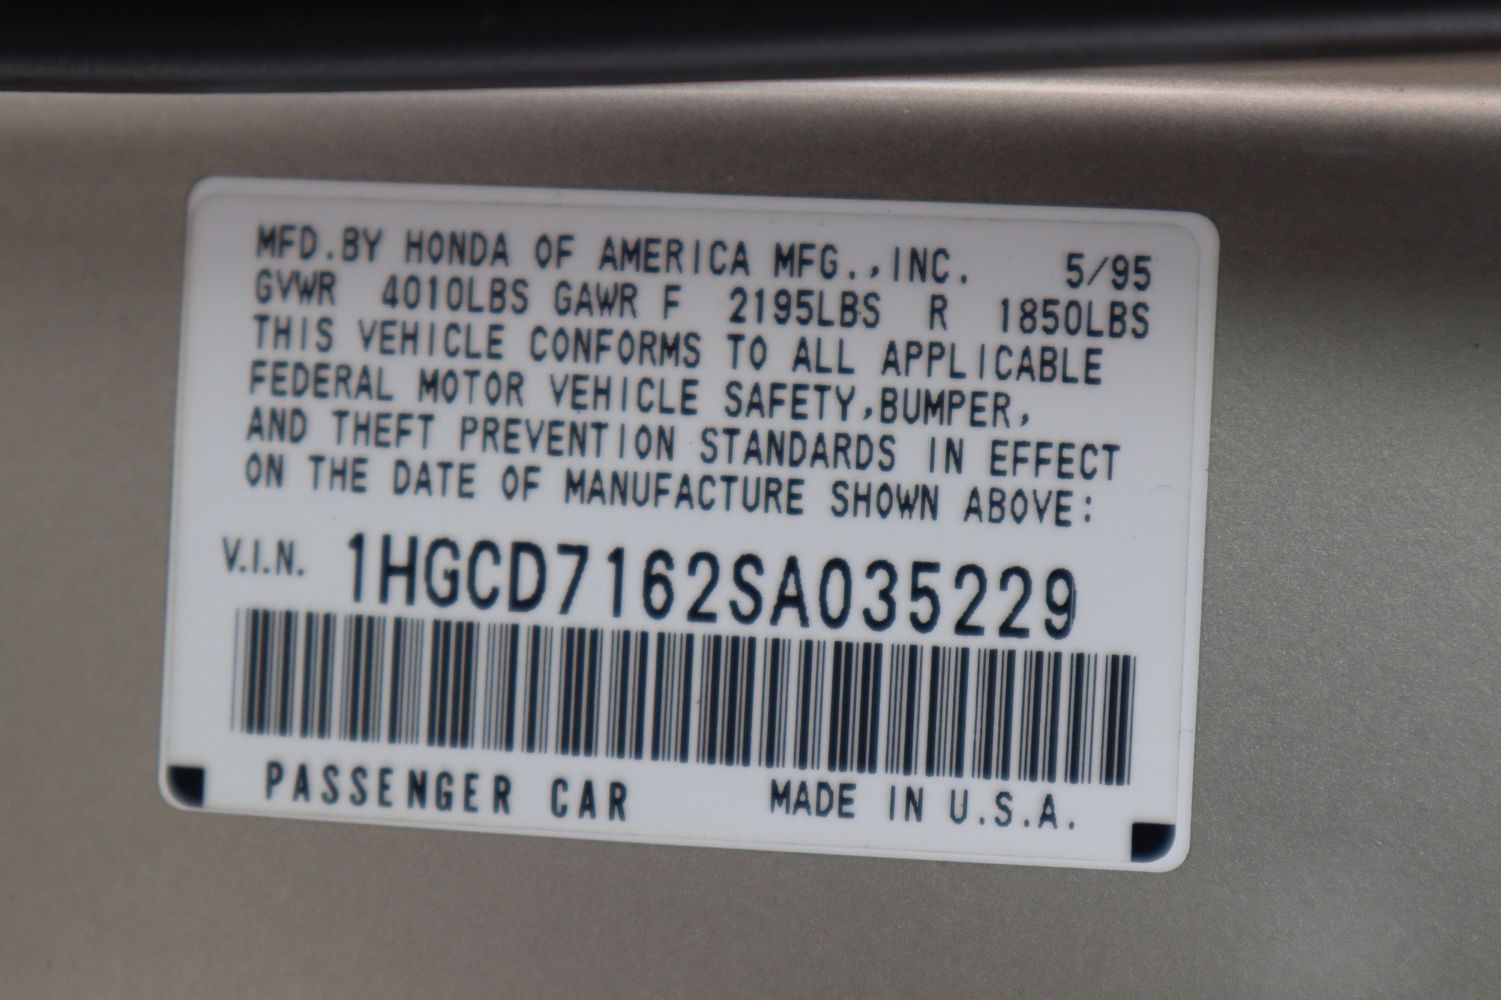 MFD.BY HONDA OF AMERICA MFG.,INC. 5/95
GVWR 4010LBS GAWR F 2195LBS R 1850LBS
THIS VEHICLE CONFORMS TO ALL APPLICABLE
FEDERAL MOTOR VEHICLE SAFETY,BUMPER,
AND THEFT PREVENTION STANDARDS IN EFFECT
ON THE DATE OF MANUFACTURE SHOWN ABOVE:
V.I.N. 1HGCD7162SA035229
PASSENGER CAR MADE IN U.S.A.